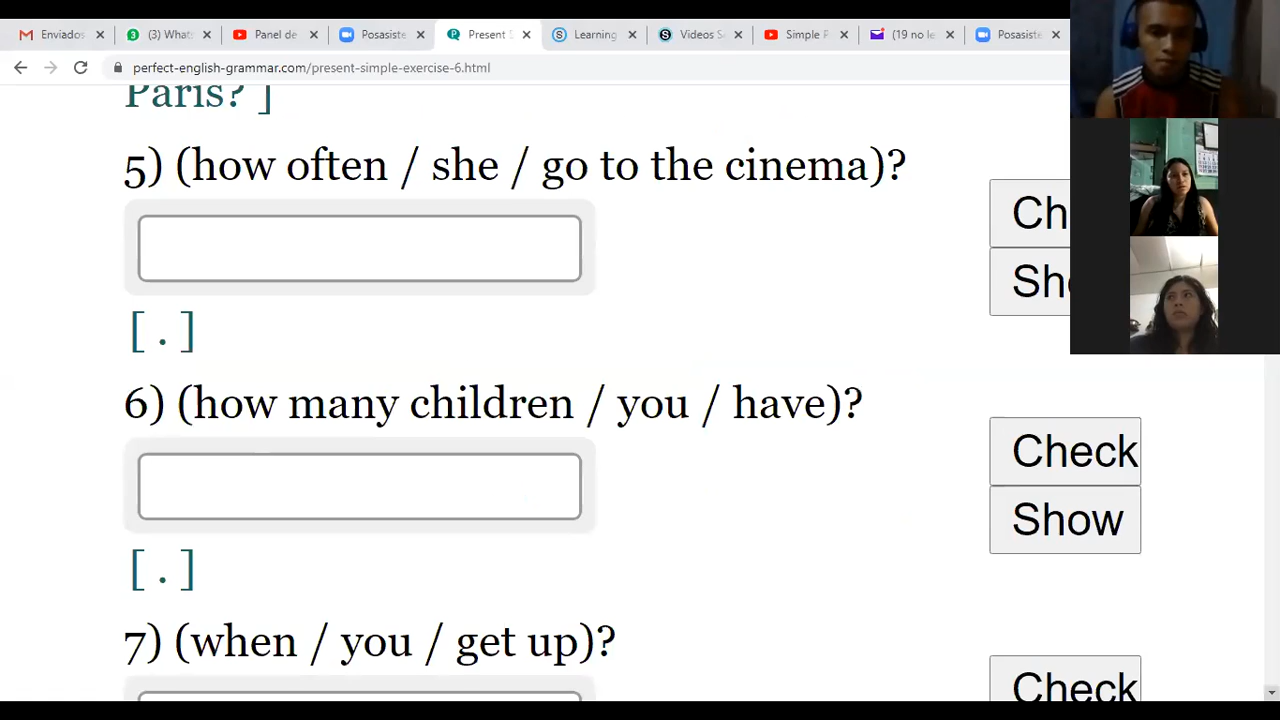 Enviados
(3) Whats
Panel de
Posasiste
Present S
Learning
Videos S
Simple P
(19 no le
Posasiste
perfect-english-grammar.com/present-simple-exercise-6.html
Paris? ]
5) (how often / she / go to the cinema)?
Ch
Sho
[ . ]
6) (how many children / you / have)?
Check
Show
[ . ]
7) (when / you / get up)?
Check